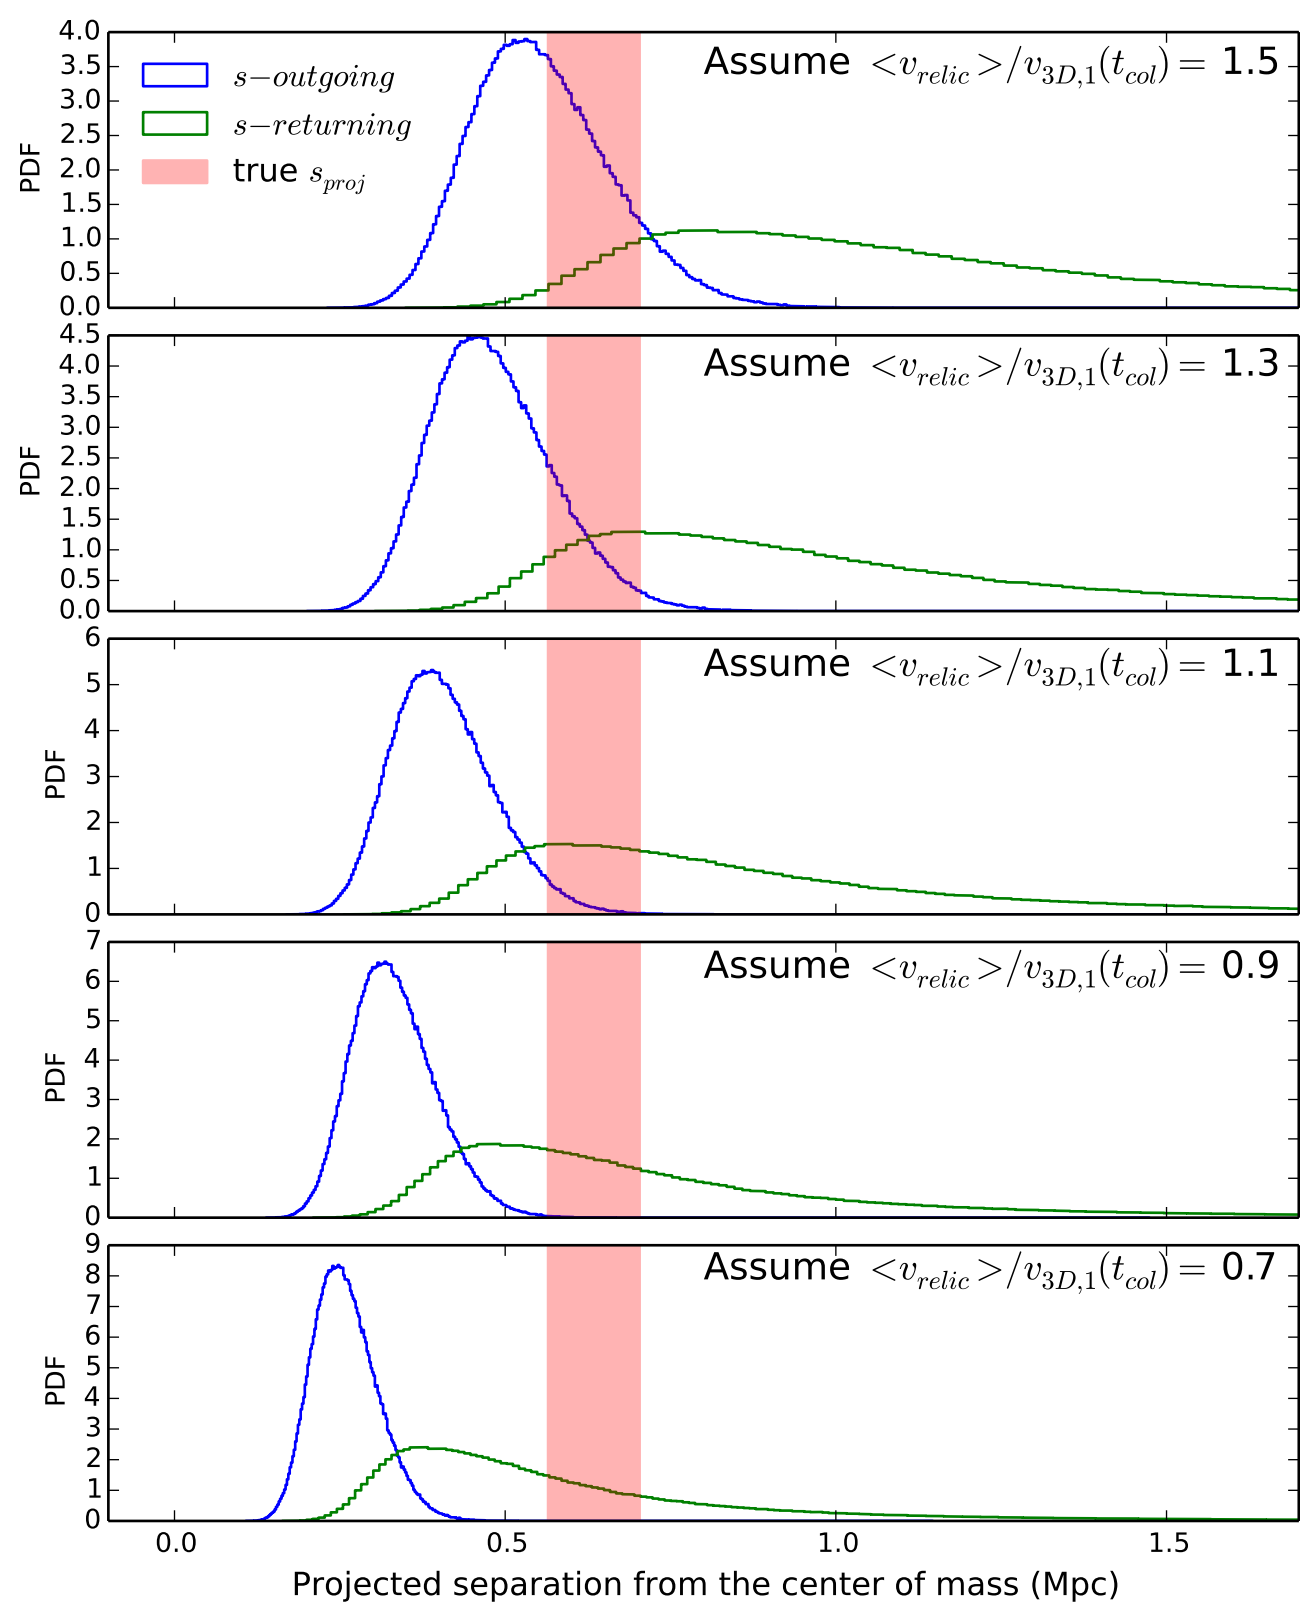 4.0
3.5
3.0
2.5
2.0
1.5
1.0
0.5
0.0
PDF
s−outgoing
s−returning
true s_proj
Assume <v_relic>/v_3D,1(t_col) = 1.5
4.5
4.0
3.5
3.0
2.5
2.0
1.5
1.0
0.5
0.0
PDF
Assume <v_relic>/v_3D,1(t_col) = 1.3
6
5
4
3
2
1
0
PDF
Assume <v_relic>/v_3D,1(t_col) = 1.1
7
6
5
4
3
2
1
0
PDF
Assume <v_relic>/v_3D,1(t_col) = 0.9
9
8
7
6
5
4
3
2
1
0
PDF
Assume <v_relic>/v_3D,1(t_col) = 0.7
0.0 0.5 1.0 1.5
Projected separation from the center of mass (Mpc)